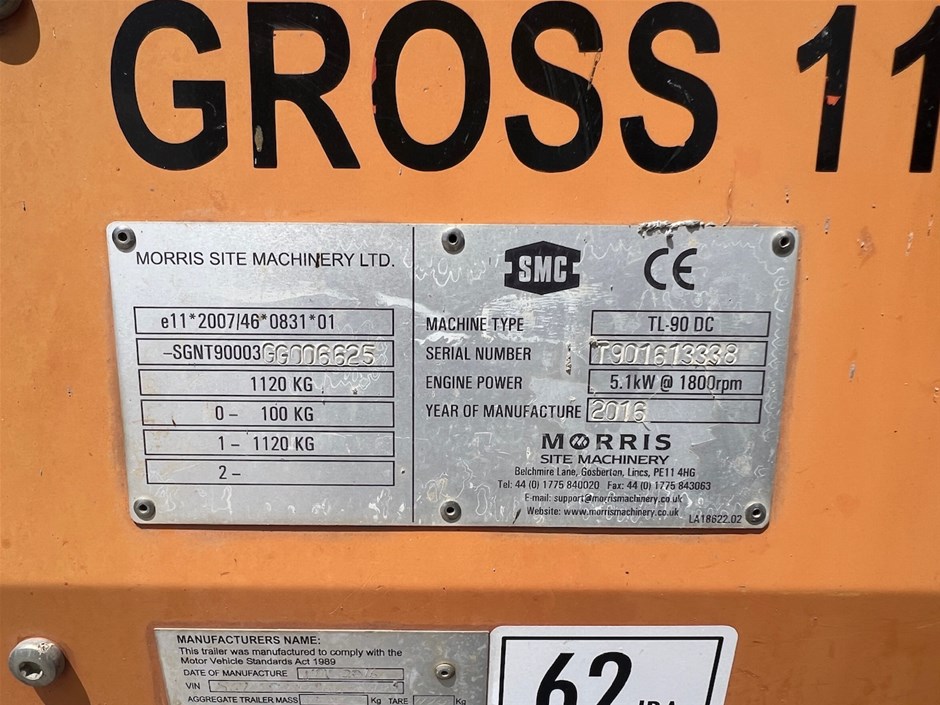 GROSS 11
MORRIS SITE MACHINERY LTD.
e11*2007/46*0831*01
-SGNT90003GG006625
1120 KG
0 - 100 KG
1 - 1120 KG
2 -
SMC CE
MACHINE TYPE TL-90 DC
SERIAL NUMBER T901613338
ENGINE POWER 5.1kW @ 1800rpm
YEAR OF MANUFACTURE 2016
MORRIS
SITE MACHINERY
Belchmire Lane, Gosberton, Lincs, PE11 4HG
Tel: 44 (0) 1775 840020 Fax: 44 (0) 1775 843063
E-mail: support@morrismachinery.co.uk
Website: www.morrismachinery.co.uk
LA18622.02
MANUFACTURERS NAME:
This trailer was manufactured to comply with the
Motor Vehicle Standards Act 1989
DATE OF MANUFACTURE
VIN
AGGREGATE TRAILER MASS Kg TARE Kg
62